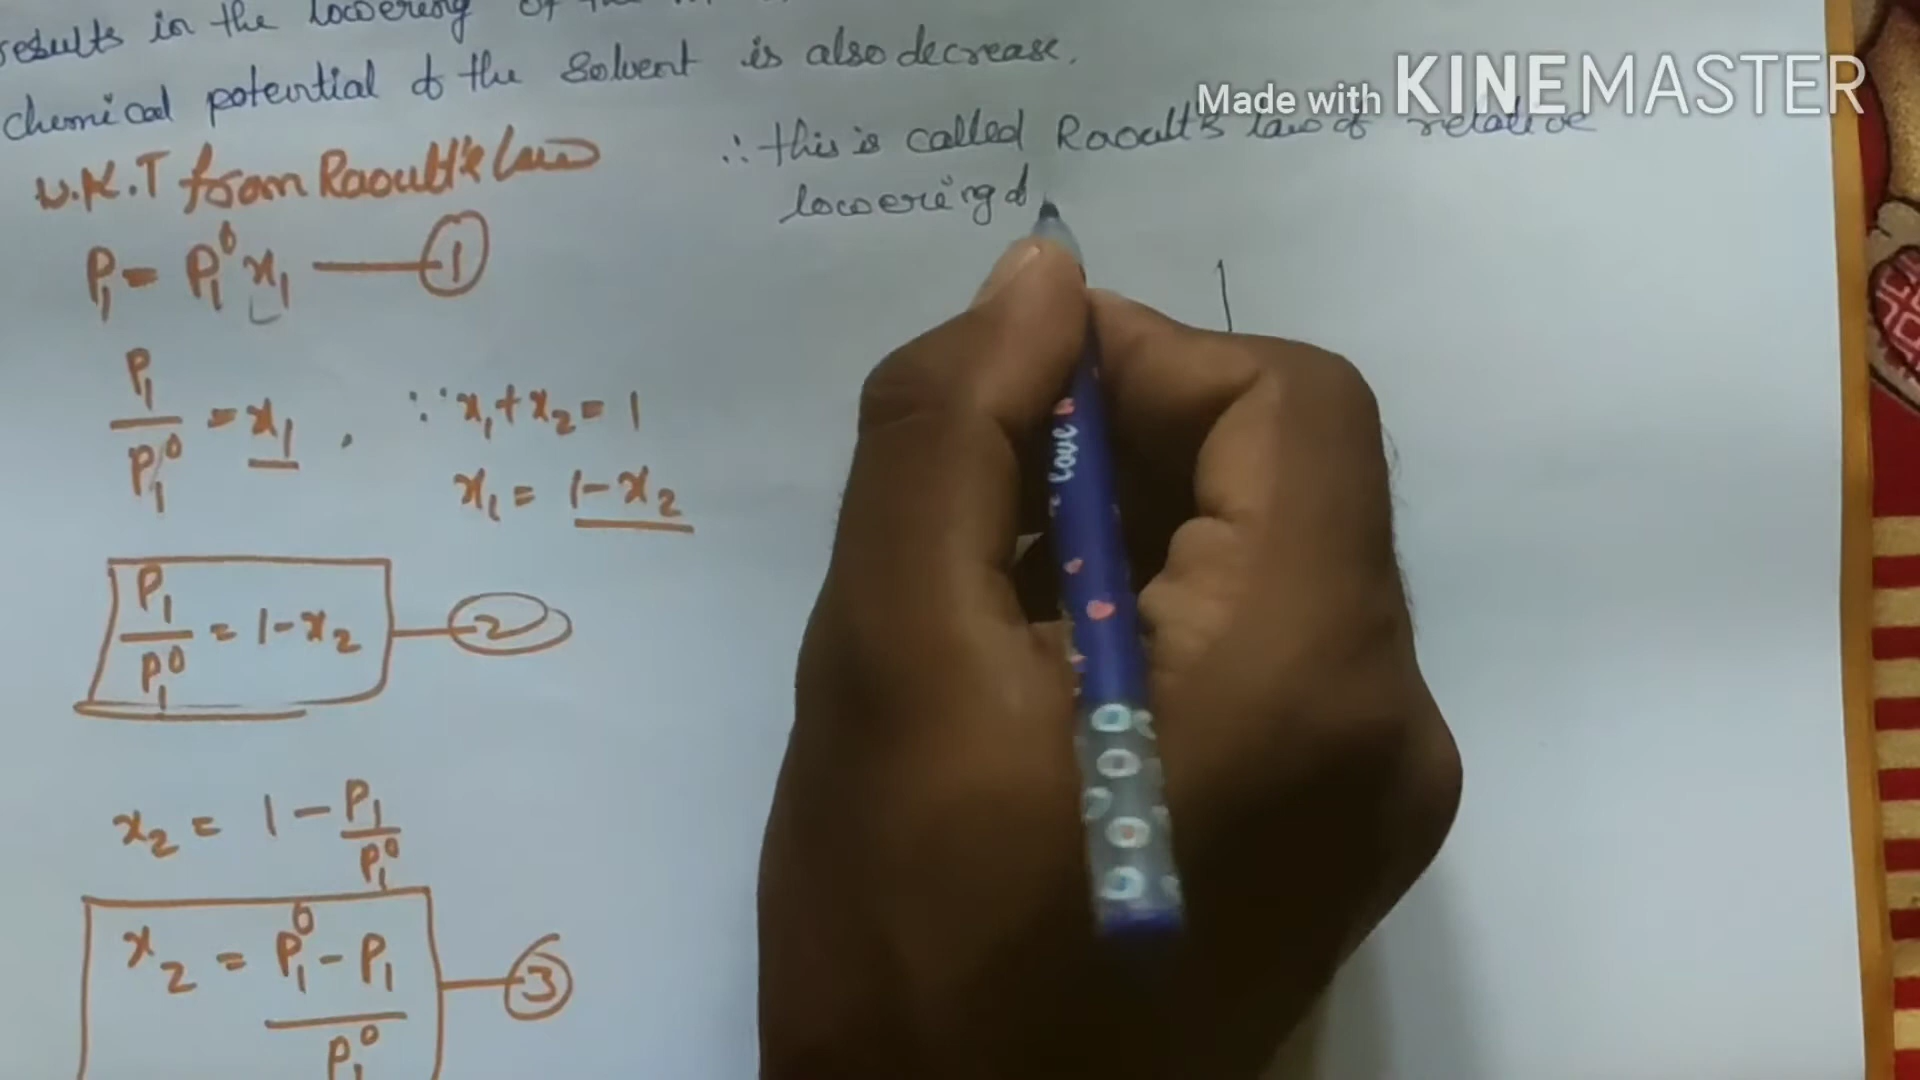 results in the lowering of the
chemical potential of the solvent is also decrease.
Made with KINEMASTER
∴ this is called Raoult's law of relative
lowering of
W.K.T from Raoult's law
P₁ = P₁⁰ x₁ —— ①
P₁/P₁⁰ = x₁, ∵ x₁ + x₂ = 1
x₁ = 1 - x₂
P₁/P₁⁰ = 1 - x₂ —— ②
x₂ = 1 - P₁/P₁⁰
x₂ = P₁⁰ - P₁/P₁⁰ —— ③
love